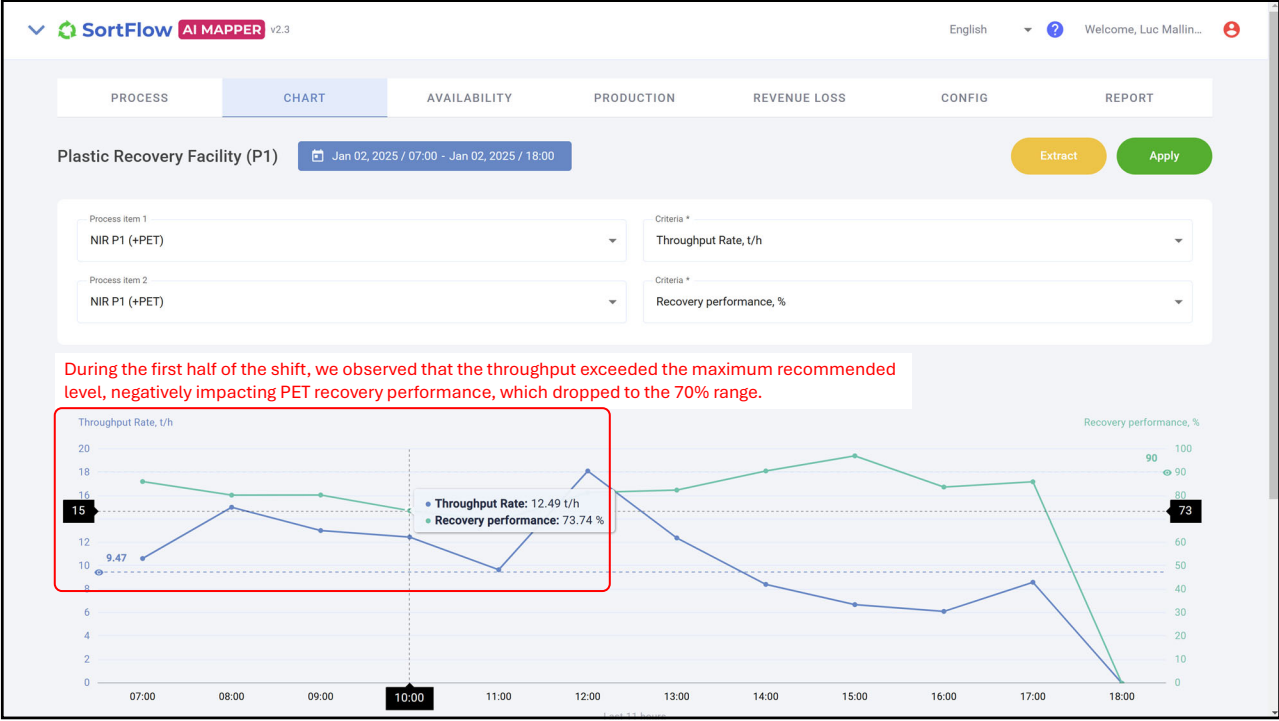 SortFlow AI MAPPER v2.3
English
?
Welcome, Luc Mallin...
PROCESS CHART AVAILABILITY PRODUCTION REVENUE LOSS CONFIG REPORT
Plastic Recovery Facility (P1)
Jan 02, 2025 / 07:00 - Jan 02, 2025 / 18:00
Extract
Apply
Process item 1
NIR P1 (+PET)
Criteria *
Throughput Rate, t/h
Process item 2
NIR P1 (+PET)
Criteria *
Recovery performance, %
During the first half of the shift, we observed that the throughput exceeded the maximum recommended
level, negatively impacting PET recovery performance, which dropped to the 70% range.
Throughput Rate, t/h
Recovery performance, %
20
18
16
15
12
10
8
6
4
2
0
9.47
Throughput Rate: 12.49 t/h
Recovery performance: 73.74 %
100
90
90
80
73
60
50
40
30
20
10
0
07:00 08:00 09:00 10:00 11:00 12:00 13:00 14:00 15:00 16:00 17:00 18:00
Last 11 hours